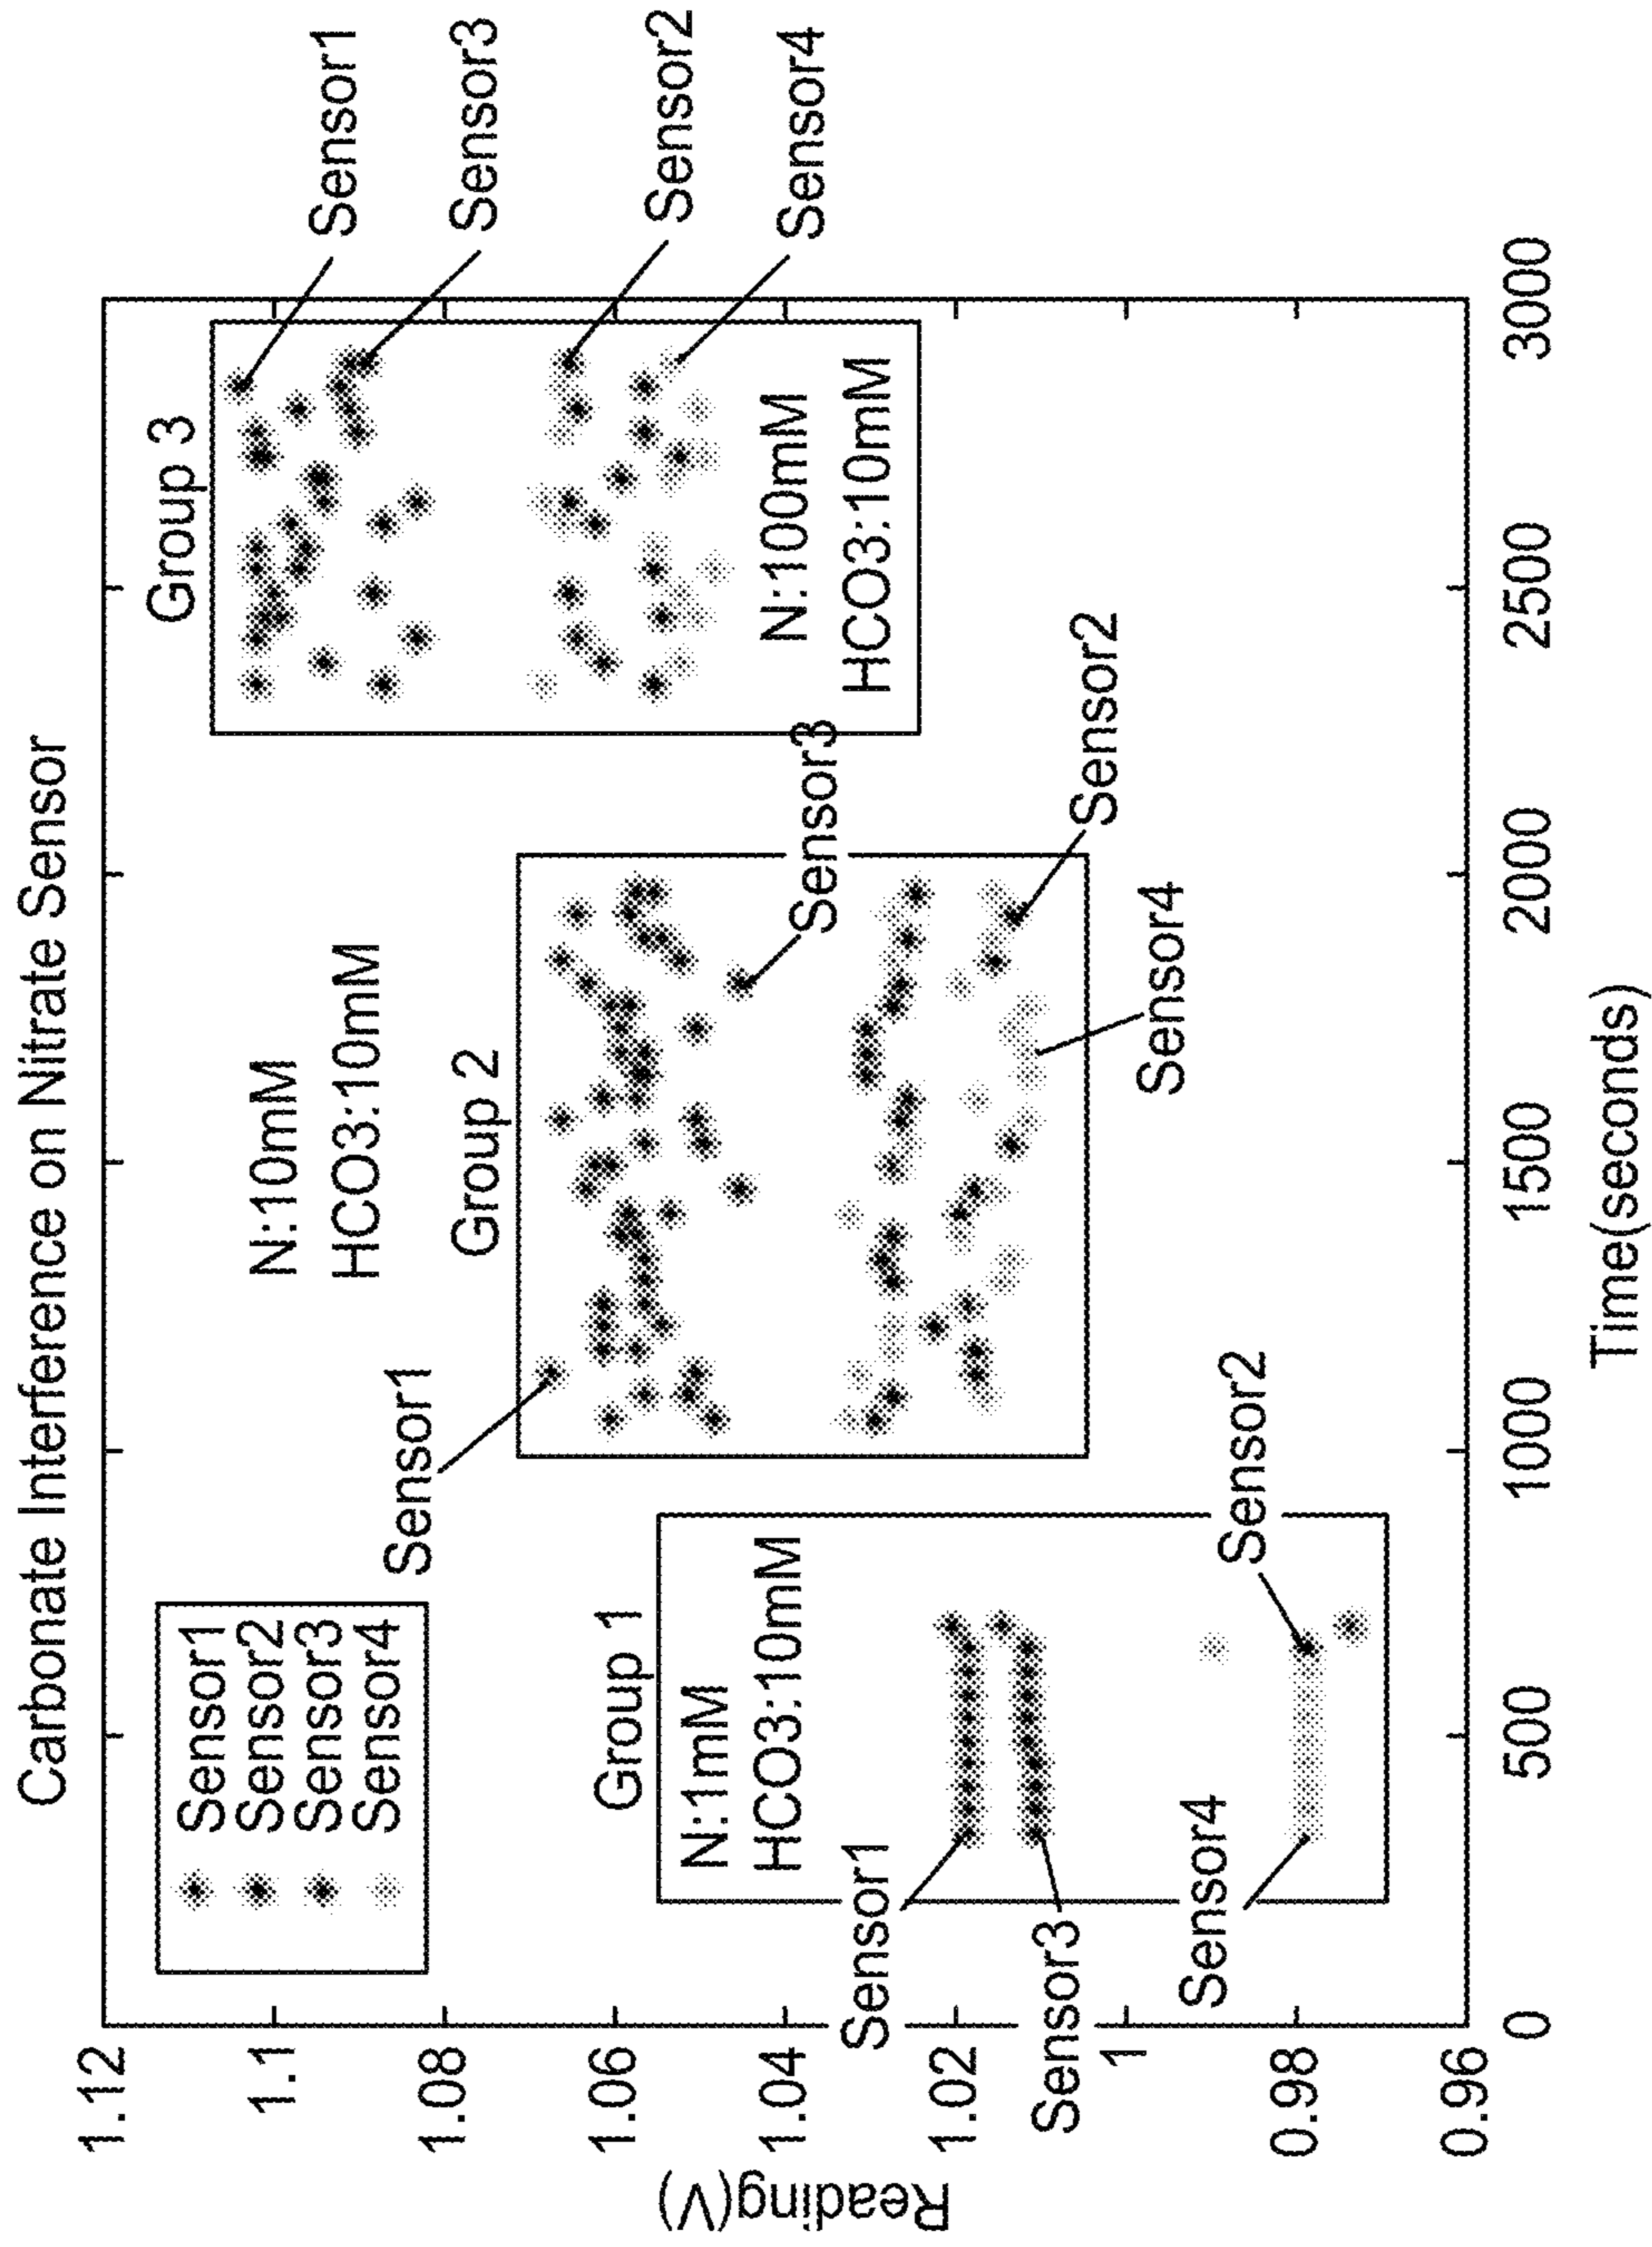 Carbonate Interference on Nitrate Sensor
Reading(V)
1.12
1.1
1.08
1.06
1.04
1.02
1
0.98
0.96
Sensor1
Sensor2
Sensor3
Sensor4
Group 1
N:1mM
HCO3:10mM
Sensor1
Sensor3
Sensor4
Sensor2
N:10mM
HCO3:10mM
Group 2
Sensor1
Sensor3
Sensor2
Sensor4
Group 3
N:100mM
HCO3:10mM
Sensor1
Sensor3
Sensor2
Sensor4
0
500
1000
1500
2000
2500
3000
Time(seconds)